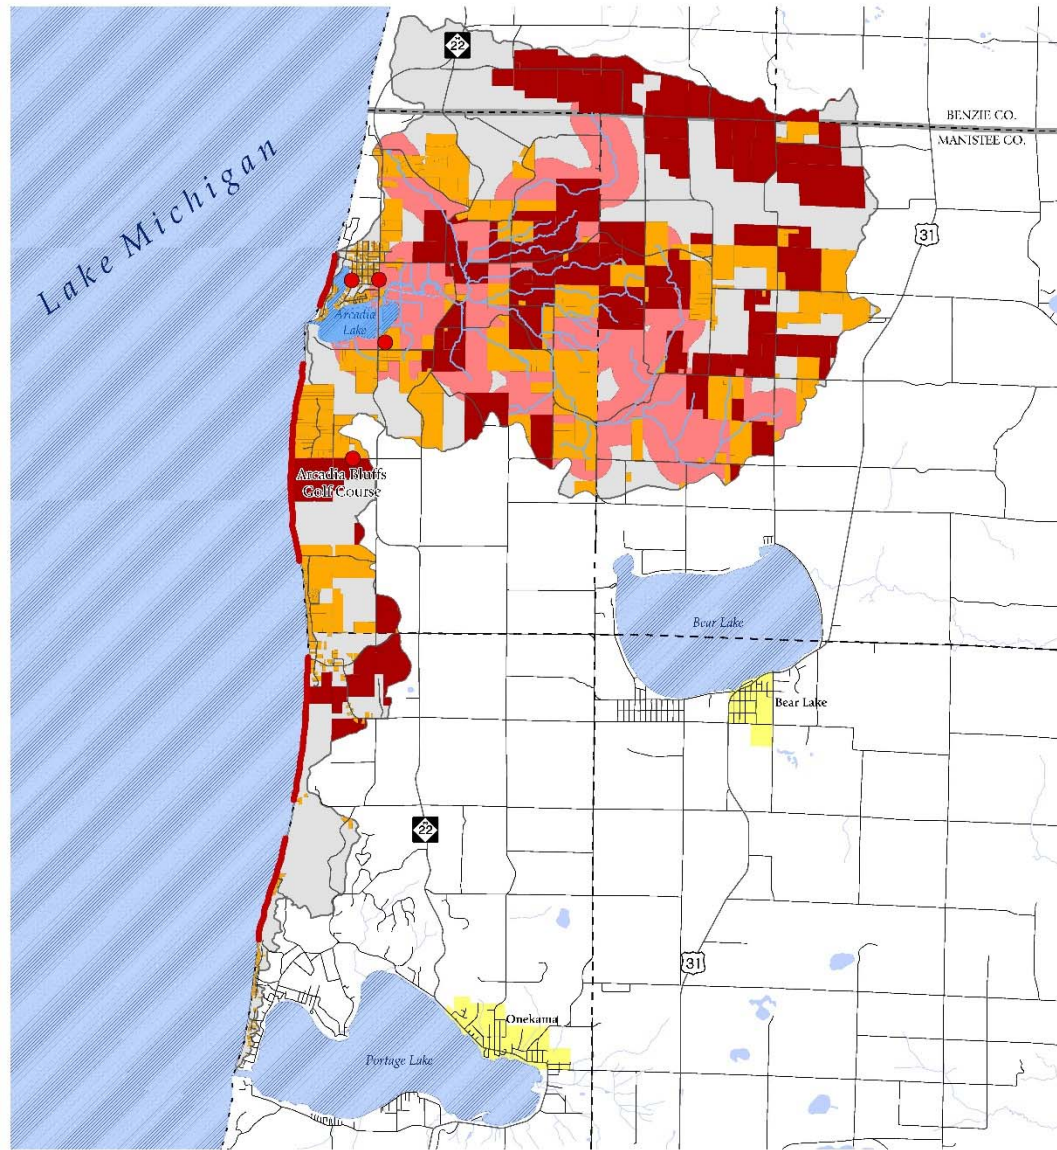 22
BENZIE CO.
MANISTEE CO.
Lake Michigan
31
Arcadia
Lake
Arcadia Bluffs
Golf Course
Bear Lake
Bear Lake
22
31
Onekama
Portage Lake